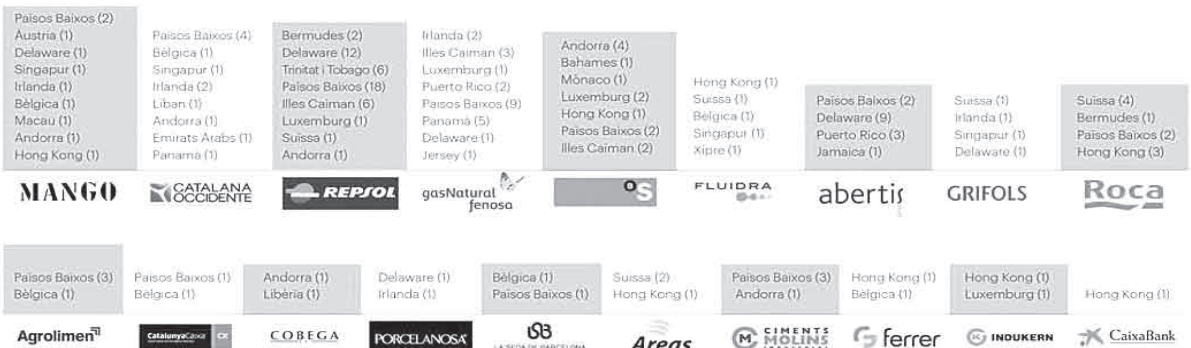 Països Baixos (2)
Àustria (1)
Delaware (1)
Singapur (1)
Irlanda (1)
Bèlgica (1)
Macau (1)
Andorra (1)
Hong Kong (1)
MANGO
Països Baixos (4)
Bèlgica (1)
Singapur (1)
Irlanda (2)
Liban (1)
Andorra (1)
Emirats Arabs (1)
Panamà (1)
CATALANA
OCCIDENTE
Bermudes (2)
Delaware (12)
Trinitat i Tobago (6)
Països Baixos (18)
Illes Caiman (6)
Luxemburg (1)
Suïssa (1)
Andorra (1)
REPSOL
Irlanda (2)
Illes Caiman (3)
Luxemburg (1)
Puerto Rico (2)
Països Baixos (9)
Panamà (5)
Delaware (1)
Jersey (1)
gasNatural
fenosa
Andorra (4)
Bahames (1)
Mònaco (1)
Luxemburg (2)
Hong Kong (1)
Països Baixos (2)
Illes Caiman (2)
BS
Hong Kong (1)
Suïssa (1)
Bèlgica (1)
Singapur (1)
Xipre (1)
FLUIDRA
Països Baixos (2)
Delaware (9)
Puerto Rico (3)
Jamaica (1)
abertis
Suïssa (1)
Irlanda (1)
Singapur (1)
Delaware (1)
GRIFOLS
Suïssa (4)
Bermudes (1)
Països Baixos (2)
Hong Kong (3)
Roca
Països Baixos (3)
Bèlgica (1)
Agrolimen
Països Baixos (1)
Bèlgica (1)
CatalunyaCaixa CX
Andorra (1)
Libèria (1)
COBEGA
Delaware (1)
Irlanda (1)
PORCELANOSA
Bèlgica (1)
Països Baixos (1)
LA SEDA DE BARCELONA
Suïssa (2)
Hong Kong (1)
Areas
Països Baixos (3)
Andorra (1)
CIMENTS
MOLINS
Hong Kong (1)
Bèlgica (1)
ferrer
Hong Kong (1)
Luxemburg (1)
INDUKERN
Hong Kong (1)
CaixaBank